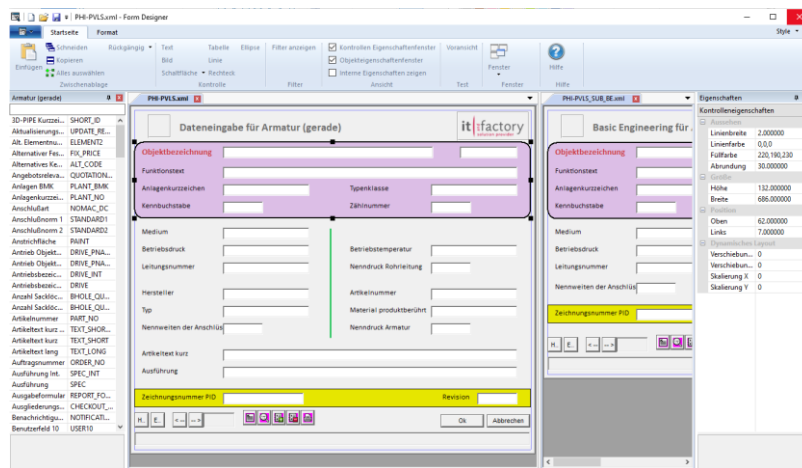 PHI-PVLS.xml - Form Designer
Startseite Format Style
Einfügen
Schneiden
Kopieren
Alles auswählen
Rückgängig
Zwischenablage
Text Tabelle Ellipse
Bild Linie
Schaltfläche Rechteck
Kontrolle
Filter anzeigen
Filter
Kontrollen Eigenschaftenfenster
Objekteigenschaftenfenster
Interne Eigenschaften zeigen
Ansicht
Voransicht
Test
Fenster
Fenster
Hilfe
Hilfe
Armatur (gerade)
3D-PIPE Kurzzei... SHORT_ID
Aktualisierungs... UPDATE_RE...
Alt. Elementnu... ELEMENT2
Alternativer Fes... FIX_PRICE
Alternatives Ke... ALT_CODE
Angebotsreleva... QUOTATION...
Anlagen BMK PLANT_BMK
Anlagenkurzzei... PLANT_NO
Anschlußart NOMAC_DC
Anschlußnorm 1 STANDARD1
Anschlußnorm 2 STANDARD2
Anstrichfläche PAINT
Antrieb Objekt... DRIVE_PNA...
Antrieb Objekt... DRIVE_PNA...
Antriebsbezeic... DRIVE_INT
Antriebsbezeic... DRIVE
Anzahl Sacklöc... BHOLE_QU...
Anzahl Sacklöc... BHOLE_QU...
Artikelnummer PART_NO
Artikeltext kurz ... TEXT_SHOR...
Artikeltext kurz TEXT_SHORT
Artikeltext lang TEXT_LONG
Auftragsnummer ORDER_NO
Ausführung Int. SPEC_INT
Ausführung SPEC
Ausgabeformular REPORT_FO...
Ausgliederungs... CHECKOUT_...
Benachrichtigu... NOTIFICATI...
Benutzerfeld 10 USER10
PHI-PVLS.xml
Dateneingabe für Armatur (gerade)
it itfactory
solution provider
Objektbezeichnung
Funktionstext
Anlagenkurzzeichen Typenklasse
Kennbuchstabe Zählnummer
Medium
Betriebsdruck Betriebstemperatur
Leitungsnummer Nenndruck Rohrleitung
Hersteller Artikelnummer
Typ Material produktberührt
Nennweiten der Anschlüs Nenndruck Armatur
Artikeltext kurz
Ausführung
Zeichnungsnummer PID Revision
H.. E.. <-- --> Ok Abbrechen
PHI-PVLS_SUB_BE.xml
Basic Engineering für
Objektbezeichnung
Funktionstext
Anlagenkurzzeichen
Kennbuchstabe
Medium
Betriebsdruck
Leitungsnummer
Nennweiten der Anschlüs
Zeichnungsnummer PID
H.. E.. <-- -->
Eigenschaften
Kontrolleneigenschaften
Aussehen
Linienbreite 2.000000
Linienfarbe 0,0,0
Füllfarbe 220,190,230
Abrundung 30.000000
Größe
Höhe 132.000000
Breite 686.000000
Position
Oben 62.000000
Links 7.000000
Dynamisches Layout
Verschiebun... 0
Verschiebun... 0
Skalierung X 0
Skalierung Y 0